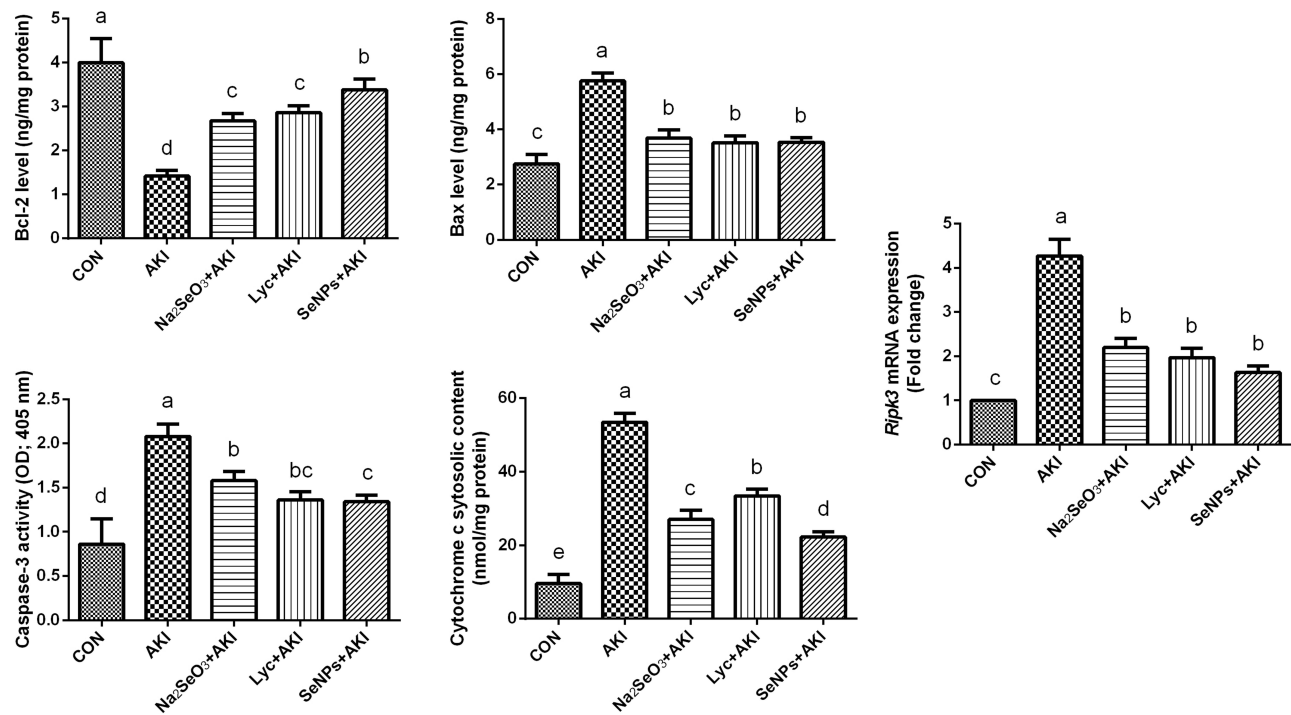 Bcl-2 level (ng/mg protein)
5
4
3
2
1
0
a
d
c
c
b
CON
AKI
Na₂SeO₃+AKI
Lyc+AKI
SeNPs+AKI
Bax level (ng/mg protein)
8
6
4
2
0
c
a
b
b
b
CON
AKI
Na₂SeO₃+AKI
Lyc+AKI
SeNPs+AKI
Ripk3 mRNA expression
(Fold change)
5
4
3
2
1
0
c
a
b
b
b
CON
AKI
Na₂SeO₃+AKI
Lyc+AKI
SeNPs+AKI
Caspase-3 activity (OD; 405 nm)
2.5
2.0
1.5
1.0
0.5
0.0
d
a
b
bc
c
CON
AKI
Na₂SeO₃+AKI
Lyc+AKI
SeNPs+AKI
Cytochrome c sytosolic content
(nmol/mg protein)
60
40
20
0
e
a
c
b
d
CON
AKI
Na₂SeO₃+AKI
Lyc+AKI
SeNPs+AKI